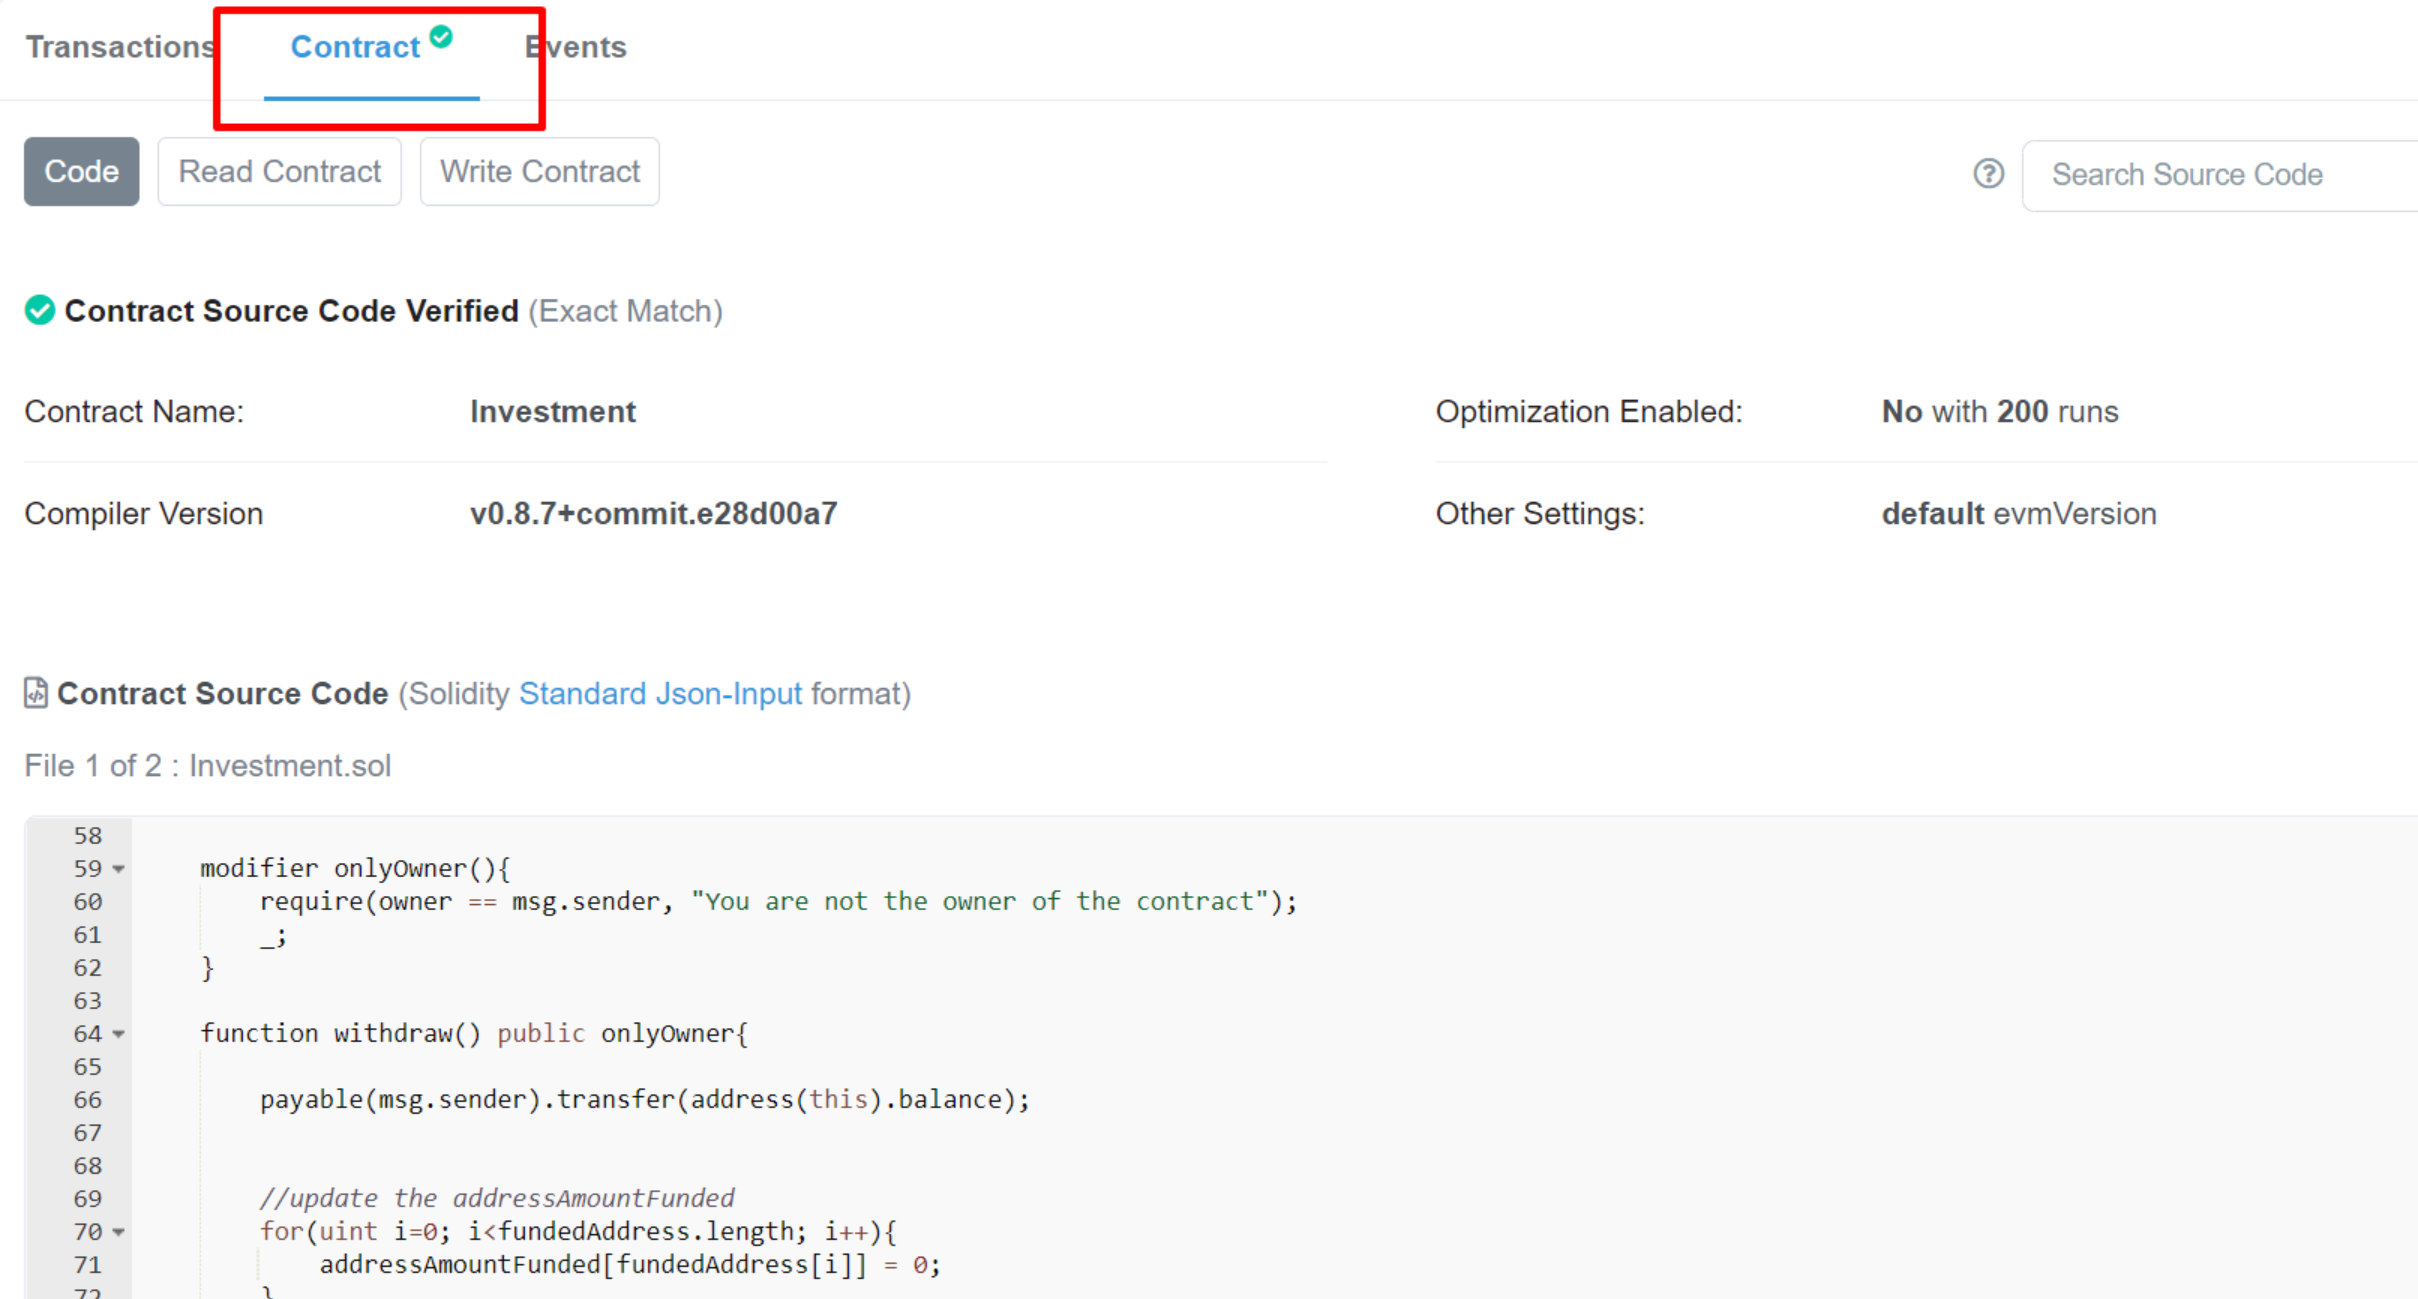 Transactions Contract Events
Code Read Contract Write Contract Search Source Code
Contract Source Code Verified (Exact Match)
Contract Name: Investment Optimization Enabled: No with 200 runs
Compiler Version v0.8.7+commit.e28d00a7 Other Settings: default evmVersion
Contract Source Code (Solidity Standard Json-Input format)
File 1 of 2 : Investment.sol
58
59 modifier onlyOwner(){
60 require(owner == msg.sender, "You are not the owner of the contract");
61 _;
62 }
63
64 function withdraw() public onlyOwner{
65
66 payable(msg.sender).transfer(address(this).balance);
67
68
69 //update the addressAmountFunded
70 for(uint i=0; i<fundedAddress.length; i++){
71 addressAmountFunded[fundedAddress[i]] = 0;
72 }